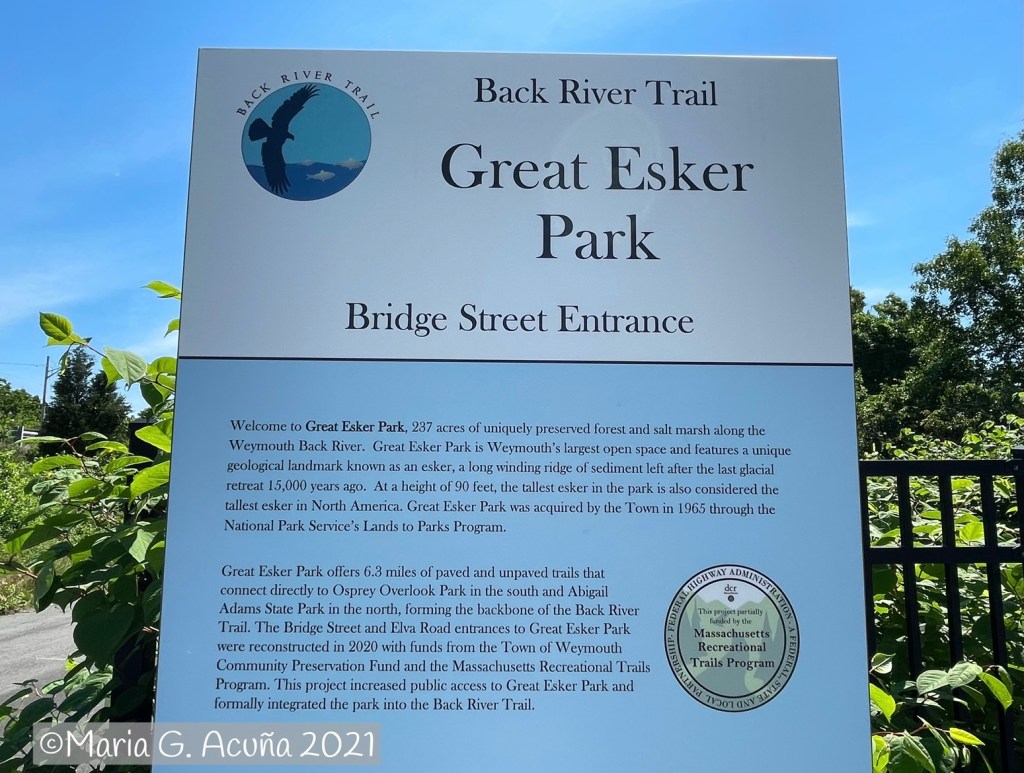 BACK RIVER TRAIL
Back River Trail
Great Esker
Park
Bridge Street Entrance
Welcome to Great Esker Park, 237 acres of uniquely preserved forest and salt marsh along the
Weymouth Back River. Great Esker Park is Weymouth's largest open space and features a unique
geological landmark known as an esker, a long winding ridge of sediment left after the last glacial
retreat 15,000 years ago. At a height of 90 feet, the tallest esker in the park is also considered the
tallest esker in North America. Great Esker Park was acquired by the Town in 1965 through the
National Park Service's Lands to Parks Program.
Great Esker Park offers 6.3 miles of paved and unpaved trails that
connect directly to Osprey Overlook Park in the south and Abigail
Adams State Park in the north, forming the backbone of the Back River
Trail. The Bridge Street and Elva Road entrances to Great Esker Park
were reconstructed in 2020 with funds from the Town of Weymouth
Community Preservation Fund and the Massachusetts Recreational Trails
Program. This project increased public access to Great Esker Park and
formally integrated the park into the Back River Trail.
FEDERAL HIGHWAY ADMINISTRATION · A FEDERAL, STATE AND LOCAL PARTNERSHIP ·
dcr
This project partially
funded by the
Massachusetts
Recreational
Trails Program
©Maria G. Acuña 2021